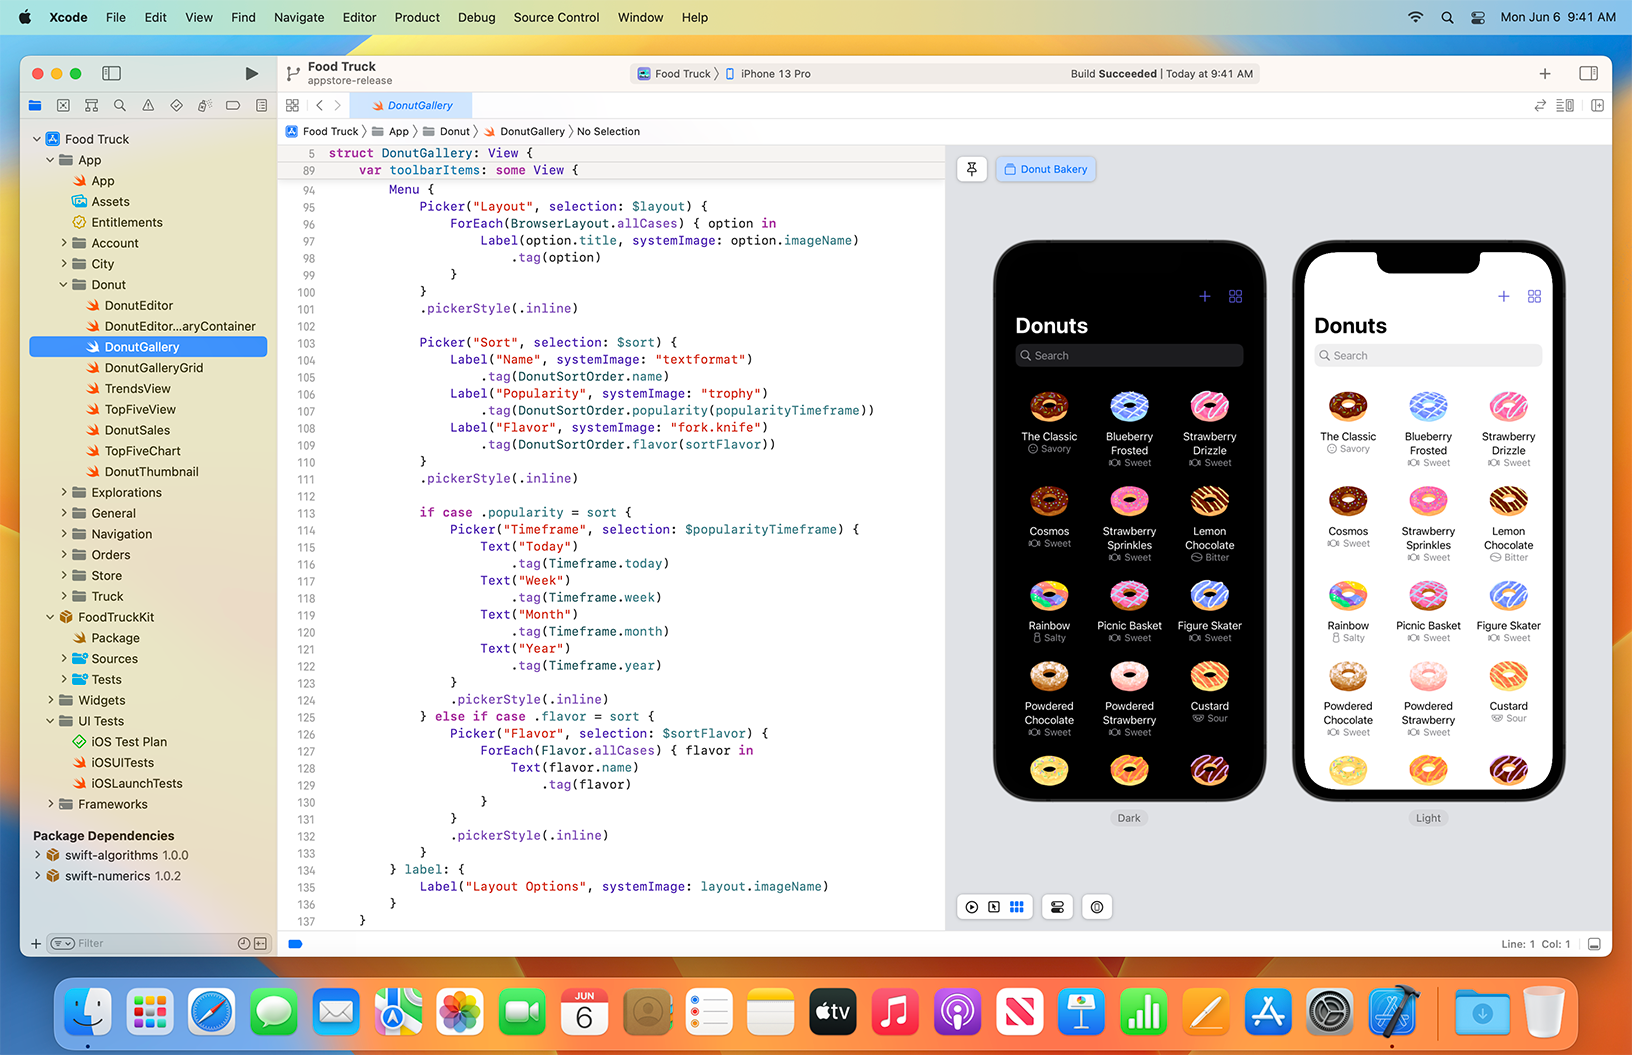 Xcode File Edit View Find Navigate Editor Product Debug Source Control Window Help
Mon Jun 6 9:41 AM
Food Truck
appstore-release
Food Truck iPhone 13 Pro
Build Succeeded | Today at 9:41 AM
DonutGallery
Food Truck App Donut DonutGallery No Selection
Food Truck
App
App
Assets
Entitlements
Account
City
Donut
DonutEditor
DonutEditor...aryContainer
DonutGallery
DonutGalleryGrid
TrendsView
TopFiveView
DonutSales
TopFiveChart
DonutThumbnail
Explorations
General
Navigation
Orders
Store
Truck
FoodTruckKit
Package
Sources
Tests
Widgets
UI Tests
iOS Test Plan
iOSUITests
iOSLaunchTests
Frameworks
Package Dependencies
swift-algorithms 1.0.0
swift-numerics 1.0.2
Filter
5 struct DonutGallery: View {
89 var toolbarItems: some View {
94 Menu {
95 Picker("Layout", selection: $layout) {
96 ForEach(BrowserLayout.allCases) { option in
97 Label(option.title, systemImage: option.imageName)
98 .tag(option)
99 }
100 }
101 .pickerStyle(.inline)
102
103 Picker("Sort", selection: $sort) {
104 Label("Name", systemImage: "textformat")
105 .tag(DonutSortOrder.name)
106 Label("Popularity", systemImage: "trophy")
107 .tag(DonutSortOrder.popularity(popularityTimeframe))
108 Label("Flavor", systemImage: "fork.knife")
109 .tag(DonutSortOrder.flavor(sortFlavor))
110 }
111 .pickerStyle(.inline)
112
113 if case .popularity = sort {
114 Picker("Timeframe", selection: $popularityTimeframe) {
115 Text("Today")
116 .tag(Timeframe.today)
117 Text("Week")
118 .tag(Timeframe.week)
119 Text("Month")
120 .tag(Timeframe.month)
121 Text("Year")
122 .tag(Timeframe.year)
123 }
124 .pickerStyle(.inline)
125 } else if case .flavor = sort {
126 Picker("Flavor", selection: $sortFlavor) {
127 ForEach(Flavor.allCases) { flavor in
128 Text(flavor.name)
129 .tag(flavor)
130 }
131 }
132 .pickerStyle(.inline)
133 }
134 } label: {
135 Label("Layout Options", systemImage: layout.imageName)
136 }
137 }
Donut Bakery
Donuts
Search
The Classic
Savory
Blueberry
Frosted
Sweet
Strawberry
Drizzle
Sweet
Cosmos
Sweet
Strawberry
Sprinkles
Sweet
Lemon
Chocolate
Bitter
Rainbow
Salty
Picnic Basket
Sweet
Figure Skater
Sweet
Powdered
Chocolate
Sweet
Powdered
Strawberry
Sweet
Custard
Sour
Dark
Donuts
Search
The Classic
Savory
Blueberry
Frosted
Sweet
Strawberry
Drizzle
Sweet
Cosmos
Sweet
Strawberry
Sprinkles
Sweet
Lemon
Chocolate
Bitter
Rainbow
Salty
Picnic Basket
Sweet
Figure Skater
Sweet
Powdered
Chocolate
Sweet
Powdered
Strawberry
Sweet
Custard
Sour
Light
Line: 1 Col: 1
JUN
6
tv